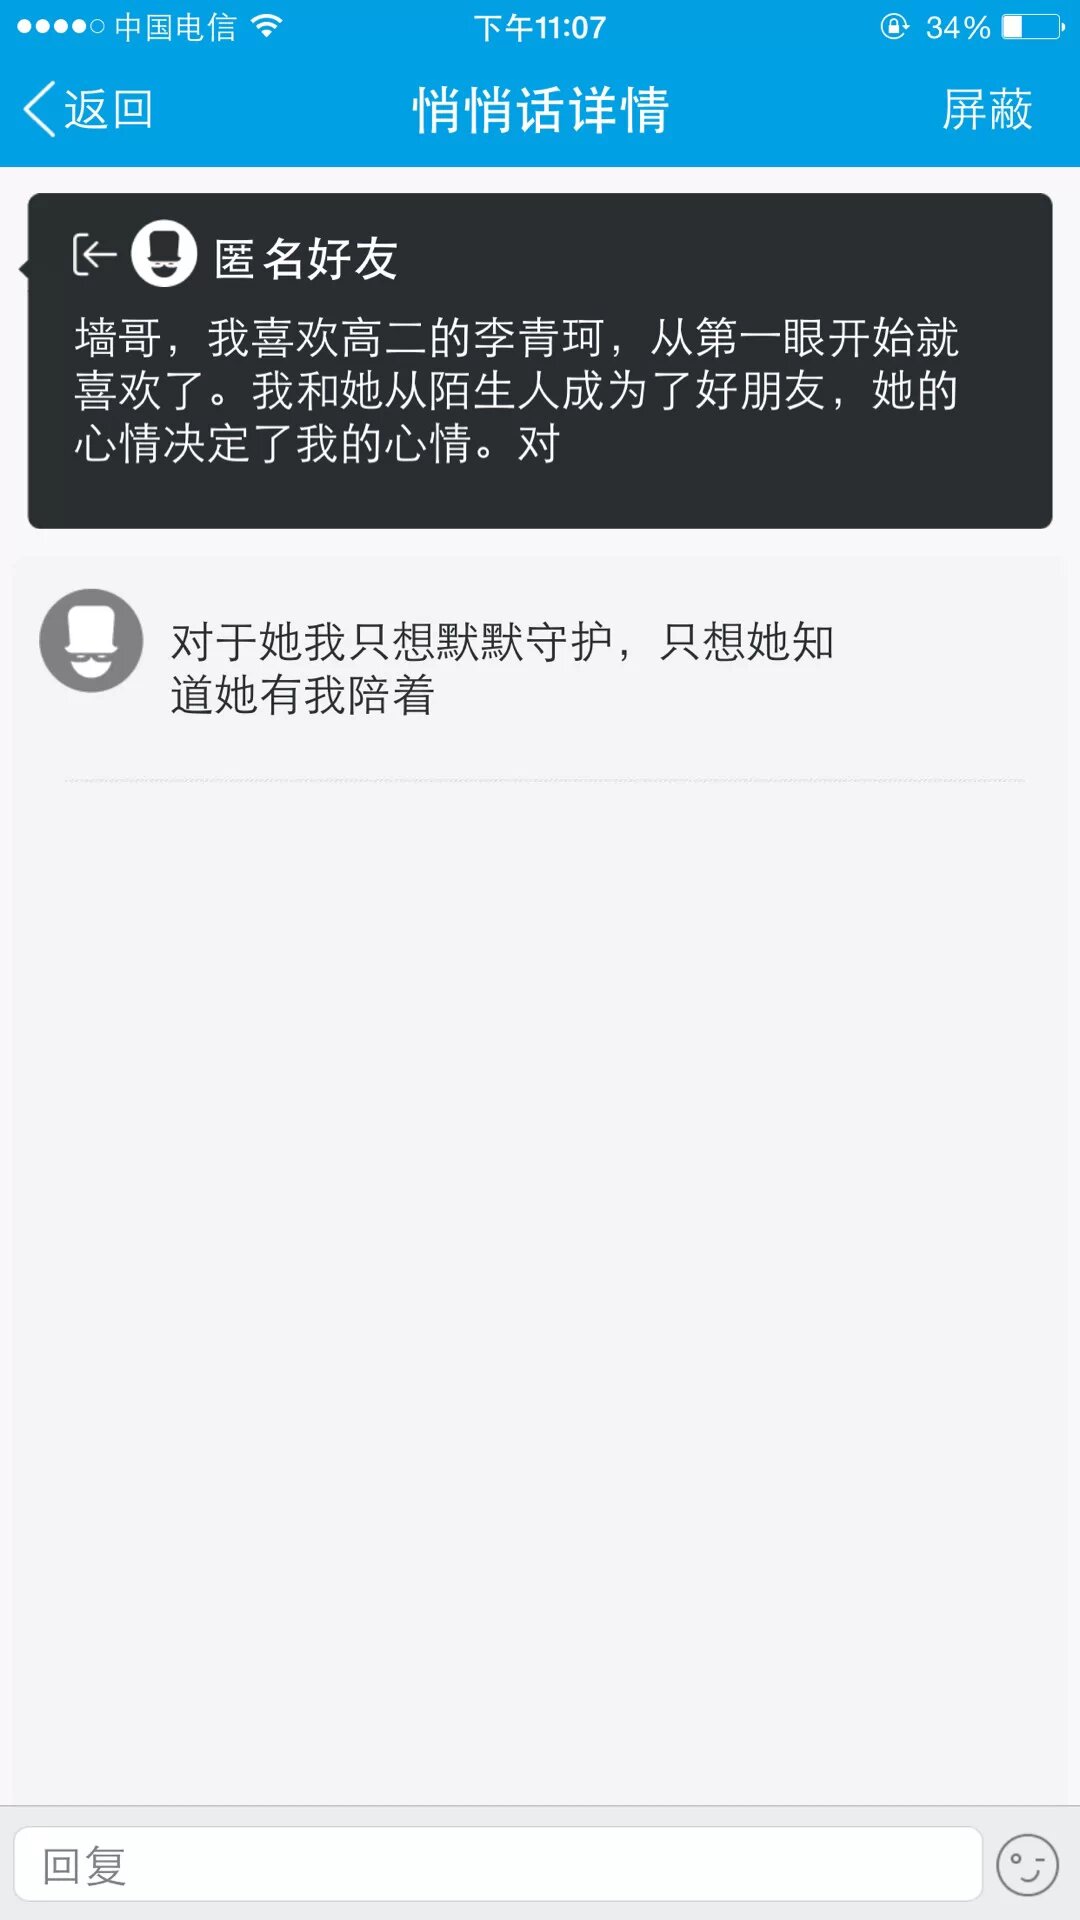 中国电信 下午11:07 34%
返回 悄悄话详情 屏蔽
匿名好友
墙哥，我喜欢高二的李青珂，从第一眼开始就
喜欢了。我和她从陌生人成为了好朋友，她的
心情决定了我的心情。对
对于她我只想默默守护，只想她知
道她有我陪着
回复